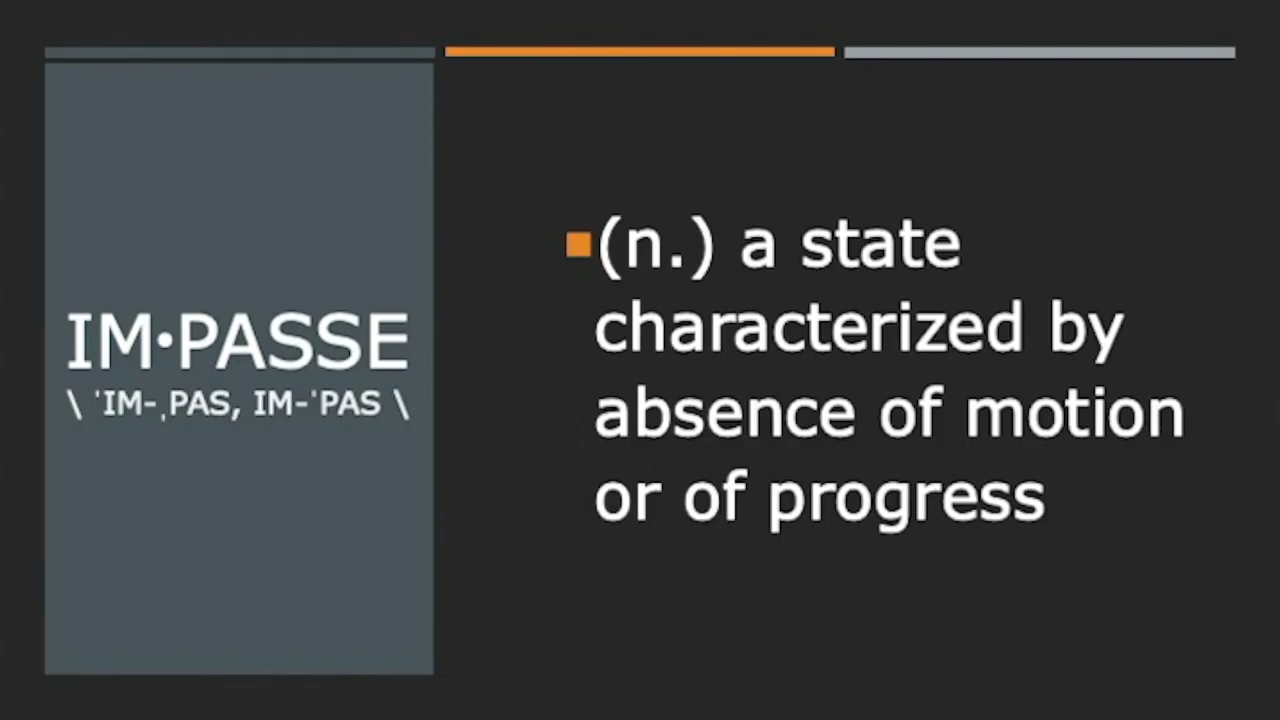 IM•PASSE
\ ˈIM-ˌPAS, IM-ˈPAS \
(n.) a state
characterized by
absence of motion
or of progress